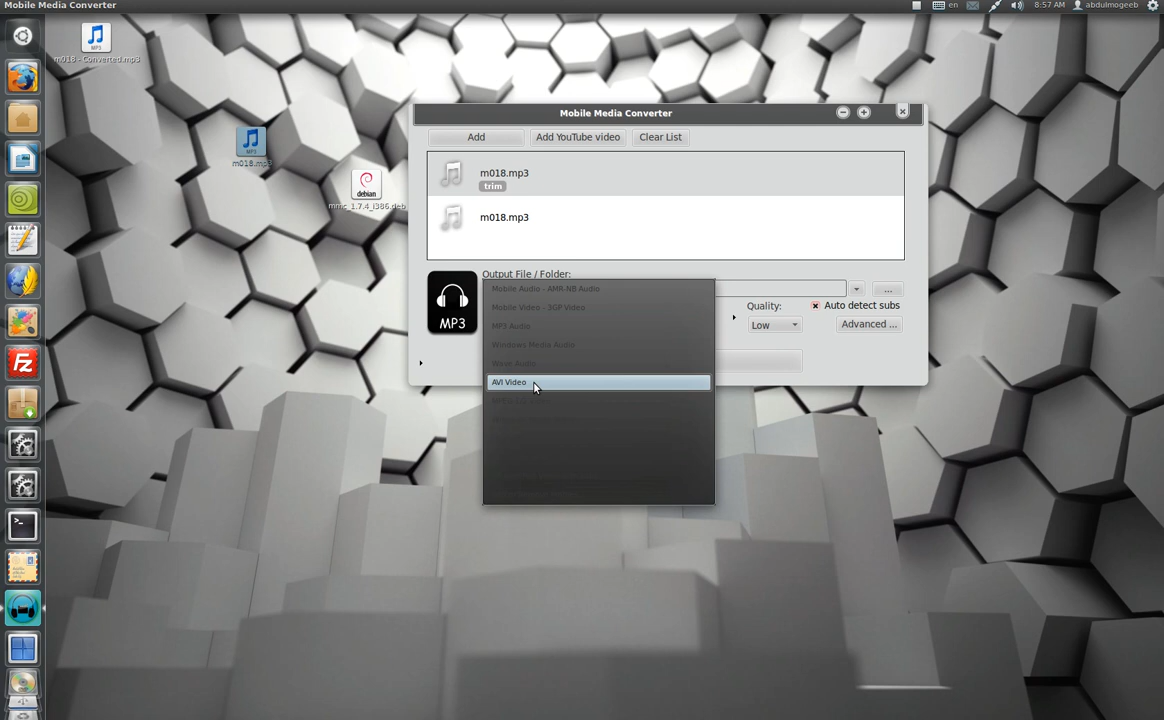 Mobile Media Converter
en
8:57 AM
abdulmogeeb
MP3
m018 - Converted.mp3
MP3
m018.mp3
debian
mmc_1.7.4_i386.deb
Mobile Media Converter
Add
Add YouTube video
Clear List
m018.mp3
trim
m018.mp3
MP3
Output File / Folder:
...
Mobile Audio - AMR-NB Audio
Mobile Video - 3GP Video
MP3 Audio
Windows Media Audio
Wave Audio
AVI Video
Quality:
Auto detect subs
Low
Advanced ...
Fz